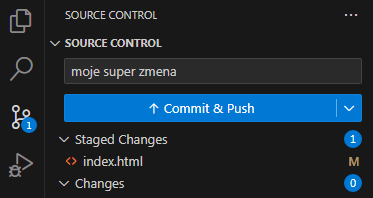 SOURCE CONTROL
SOURCE CONTROL
moje super zmena
Commit & Push
1
Staged Changes 1
index.html M
Changes 0